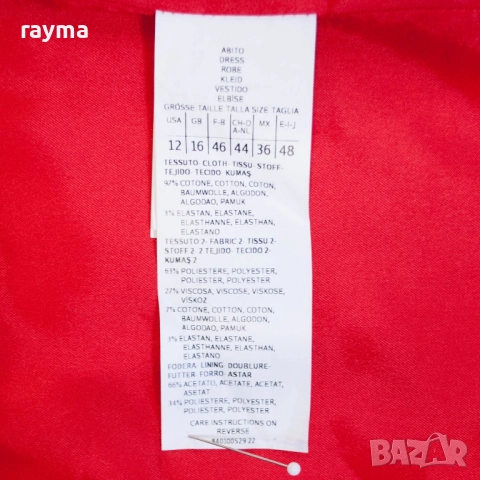 rayma
ABITO
DRESS
ROBE
KLEID
VESTIDO
ELBİSE
GRÖSSE TAILLE TALLA SIZE TAGLIA
USA GB F-B CH-D A-NL MX E-I-J
12 16 46 44 36 48
TESSUTO-CLOTH-TISSU-STOFF-
TEJIDO-TECIDO-KUMAŞ
97% COTONE, COTTON, COTON,
BAUMWOLLE, ALGODON,
ALGODAO, PAMUK
3% ELASTAN, ELASTANE,
ELASTHANNE, ELASTHAN,
ELASTANO
TESSUTO 2-FABRIC 2-TISSU 2-
STOFF 2-2 TEJIDO-TECIDO 2-
KUMAŞ 2
63% POLIESTERE, POLYESTER,
POLIESTER, POLYESTER
27% VISCOSA, VISCOSE, VISKOSE,
VISKOZ
7% COTONE, COTTON, COTON,
BAUMWOLLE, ALGODON,
ALGODAO, PAMUK
3% ELASTAN, ELASTANE,
ELASTHANNE, ELASTHAN,
ELASTANO
FODERA-LINING-DOUBLURE-
FUTTER-FORRO-ASTAR
66% ACETATO, ACETATE, ACETAT,
ASETAT
34% POLIESTERE, POLYESTER,
POLIESTER, POLYESTER
CARE INSTRUCTIONS ON
REVERSE
BAZAR